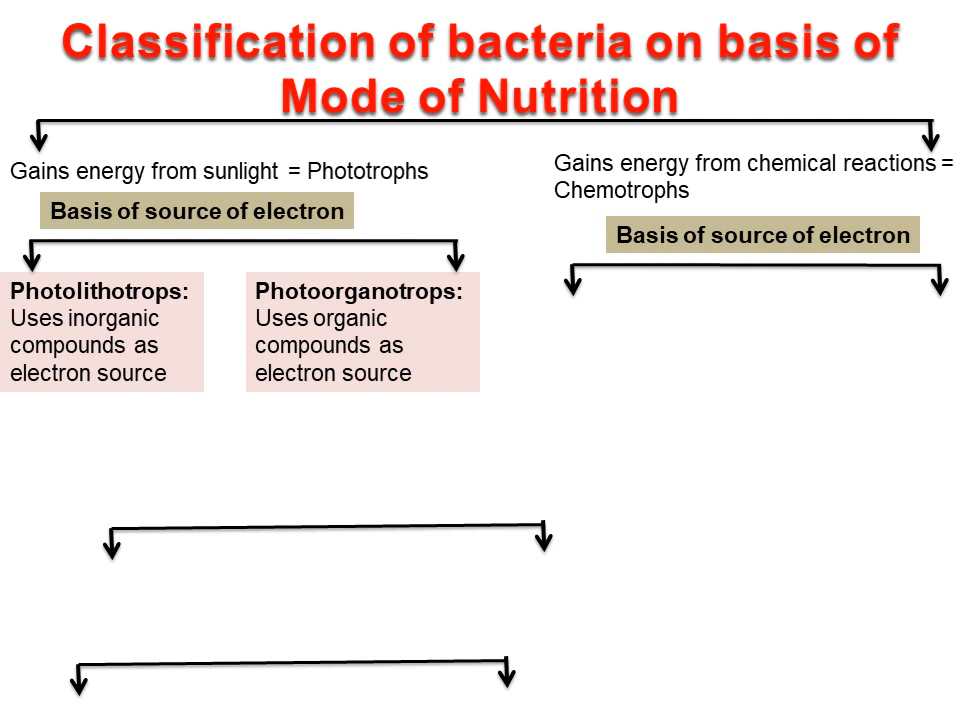 Classification of bacteria on basis of
Mode of Nutrition
Gains energy from sunlight = Phototrophs
Gains energy from chemical reactions =
Chemotrophs
Basis of source of electron
Basis of source of electron
Photolithotrops:
Uses inorganic
compounds as
electron source
Photoorganotrops:
Uses organic
compounds as
electron source